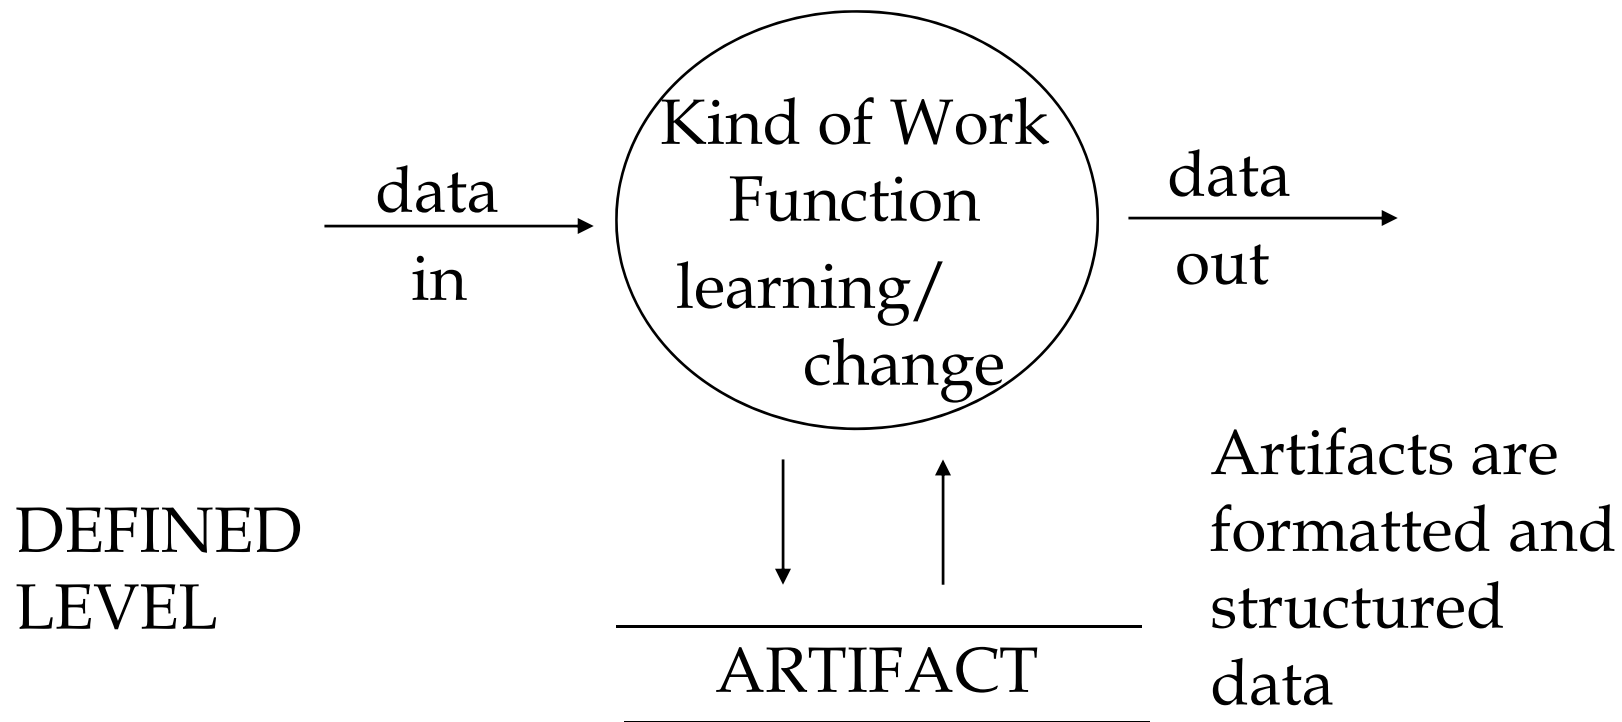 Kind of Work
Function
learning/
change
data
in
data
out
DEFINED
LEVEL
ARTIFACT
Artifacts are
formatted and
structured
data